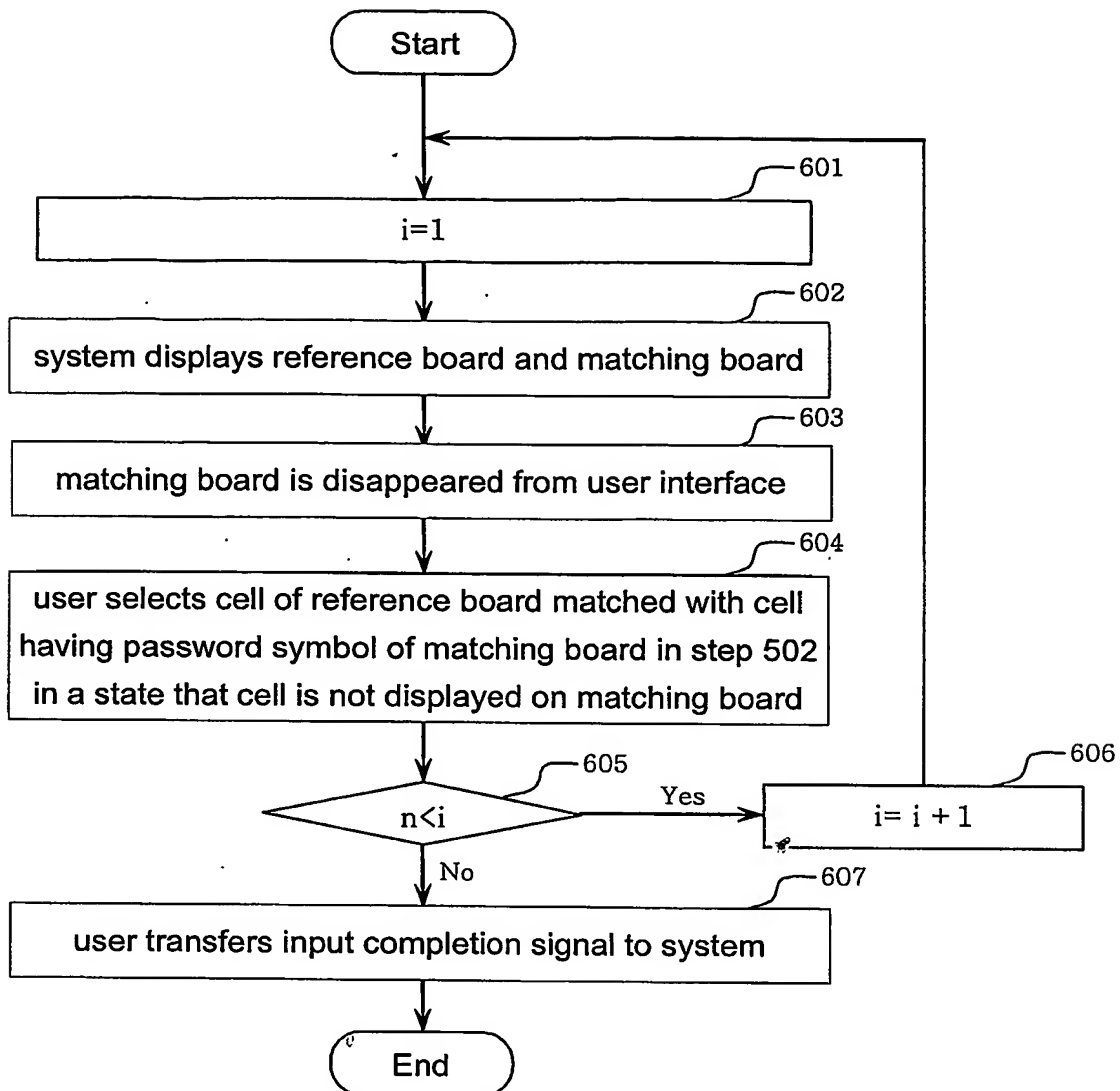 Start
601
i=1
602
system displays reference board and matching board
603
matching board is disappeared from user interface
604
user selects cell of reference board matched with cell
having password symbol of matching board in step 502
in a state that cell is not displayed on matching board
605
n<i
Yes
606
i= i + 1
No
607
user transfers input completion signal to system
End